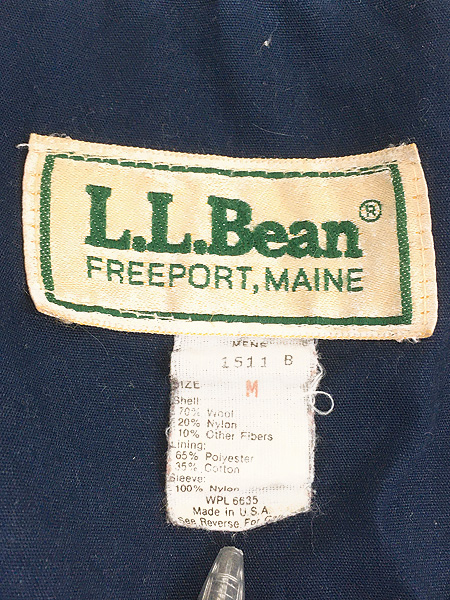 L.L.Bean®
FREEPORT, MAINE
MENS
1511 B
SIZE M
Shell:
70% Wool
20% Nylon
10% Other Fibers
Lining:
65% Polyester
35% Cotton
Sleeve:
100% Nylon
WPL 6635
Made in U.S.A.
See Reverse For